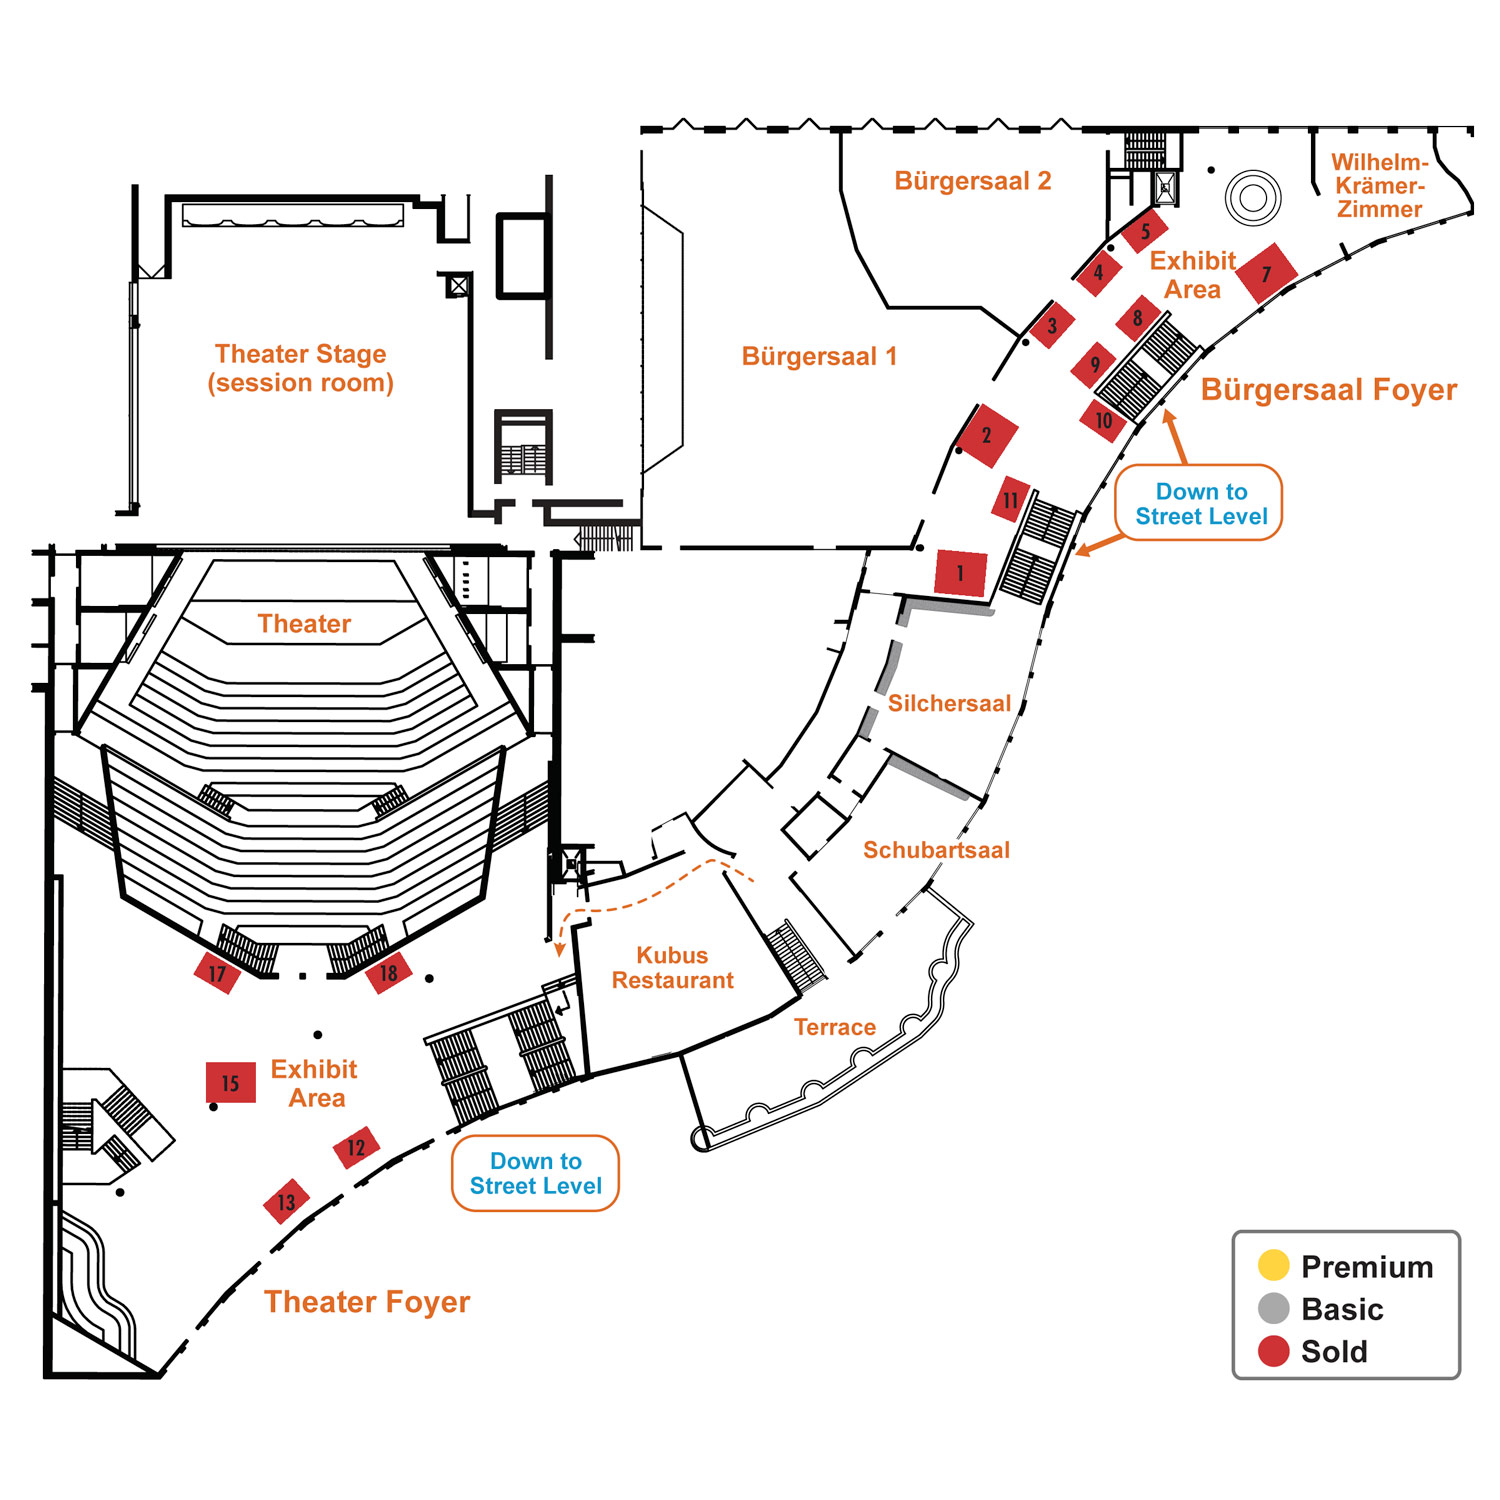 Bürgersaal 2
Wilhelm-
Krämer-
Zimmer
5
4
Exhibit
Area
7
3
8
Theater Stage
(session room)
Bürgersaal 1
9
Bürgersaal Foyer
2
10
11
Down to
Street Level
1
Theater
Silchersaal
Schubartsaal
Kubus
Restaurant
17
18
Terrace
15
Exhibit
Area
12
Down to
Street Level
13
Theater Foyer
Premium
Basic
Sold